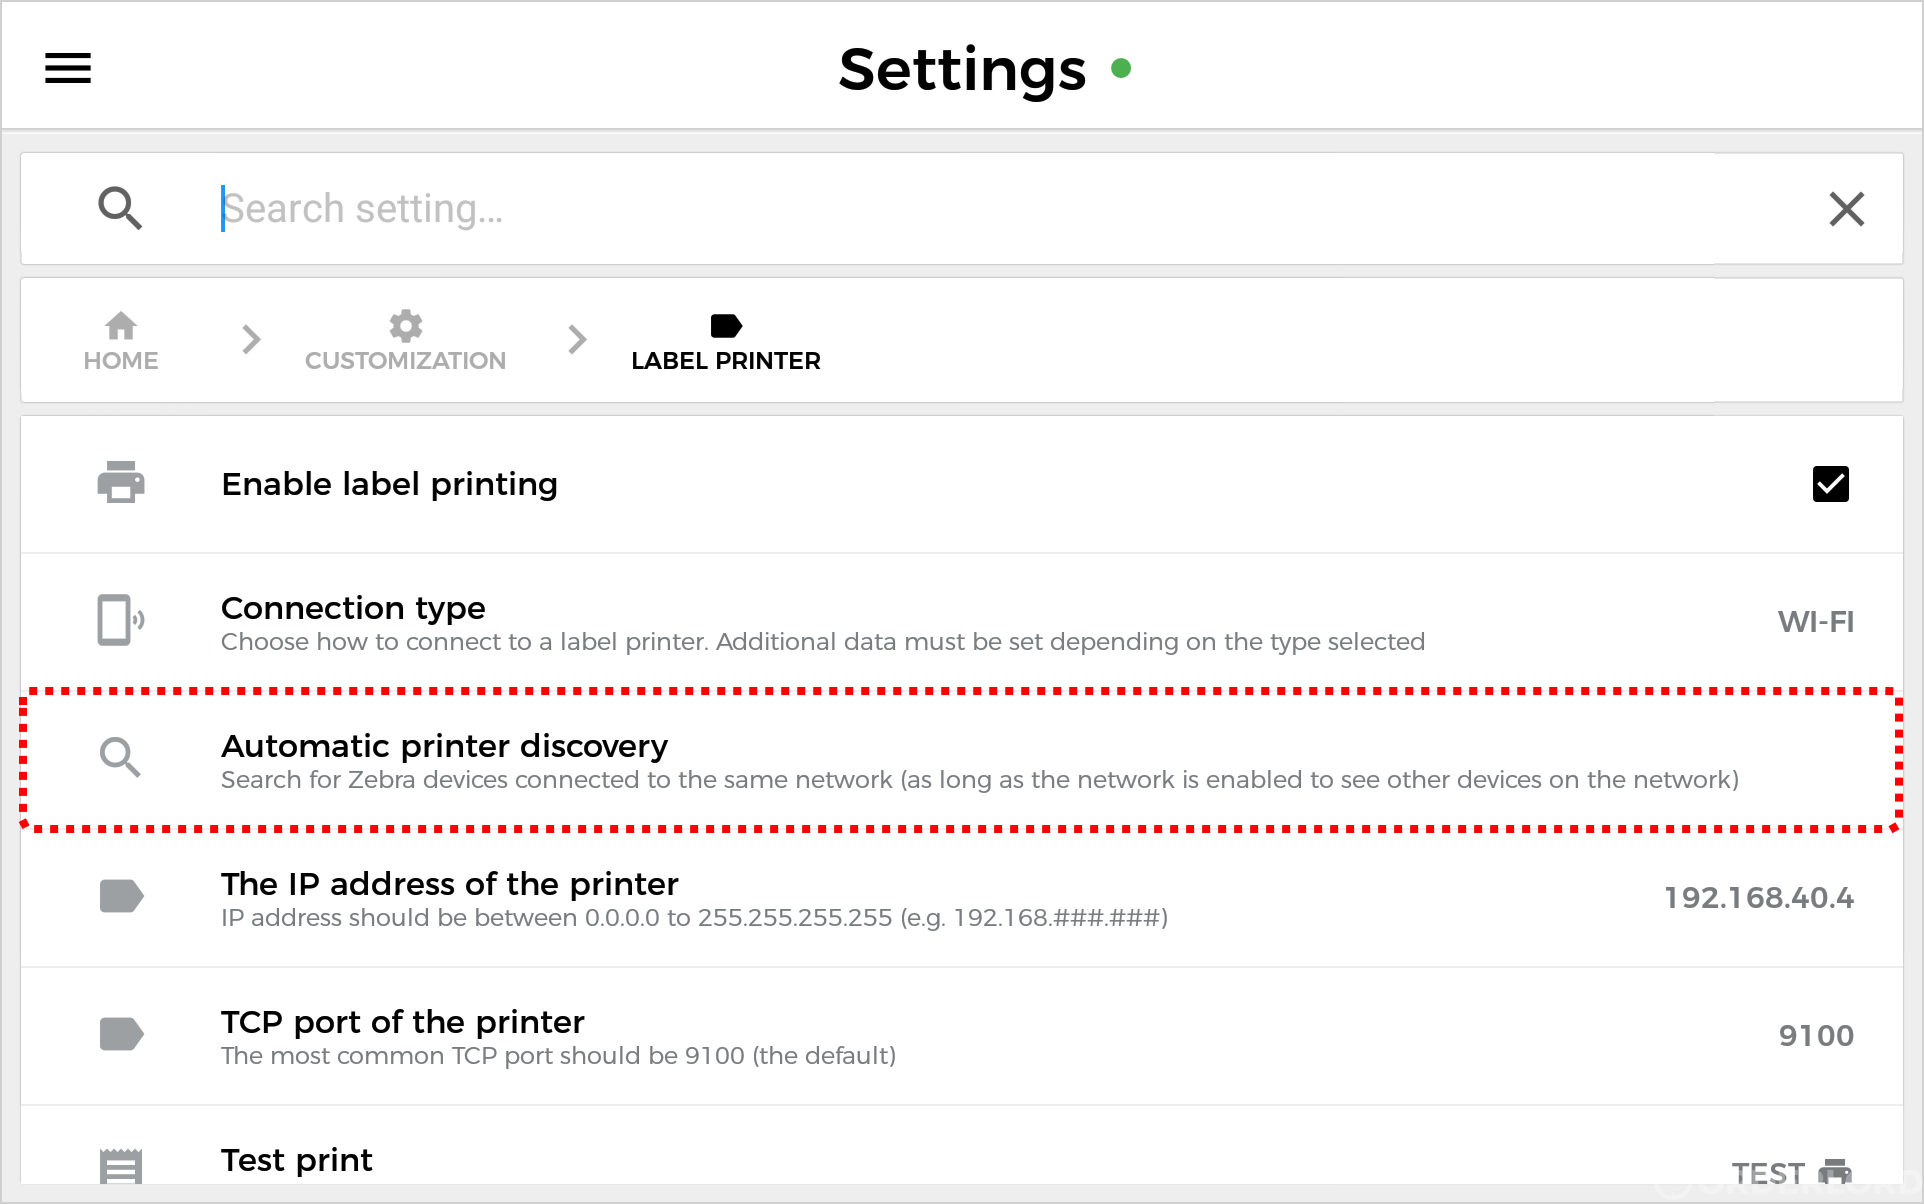 Settings
Search setting...
HOME
CUSTOMIZATION
LABEL PRINTER
Enable label printing
Connection type
Choose how to connect to a label printer. Additional data must be set depending on the type selected
WI-FI
Automatic printer discovery
Search for Zebra devices connected to the same network (as long as the network is enabled to see other devices on the network)
The IP address of the printer
IP address should be between 0.0.0.0 to 255.255.255.255 (e.g. 192.168.###.###)
192.168.40.4
TCP port of the printer
The most common TCP port should be 9100 (the default)
9100
Test print
TEST